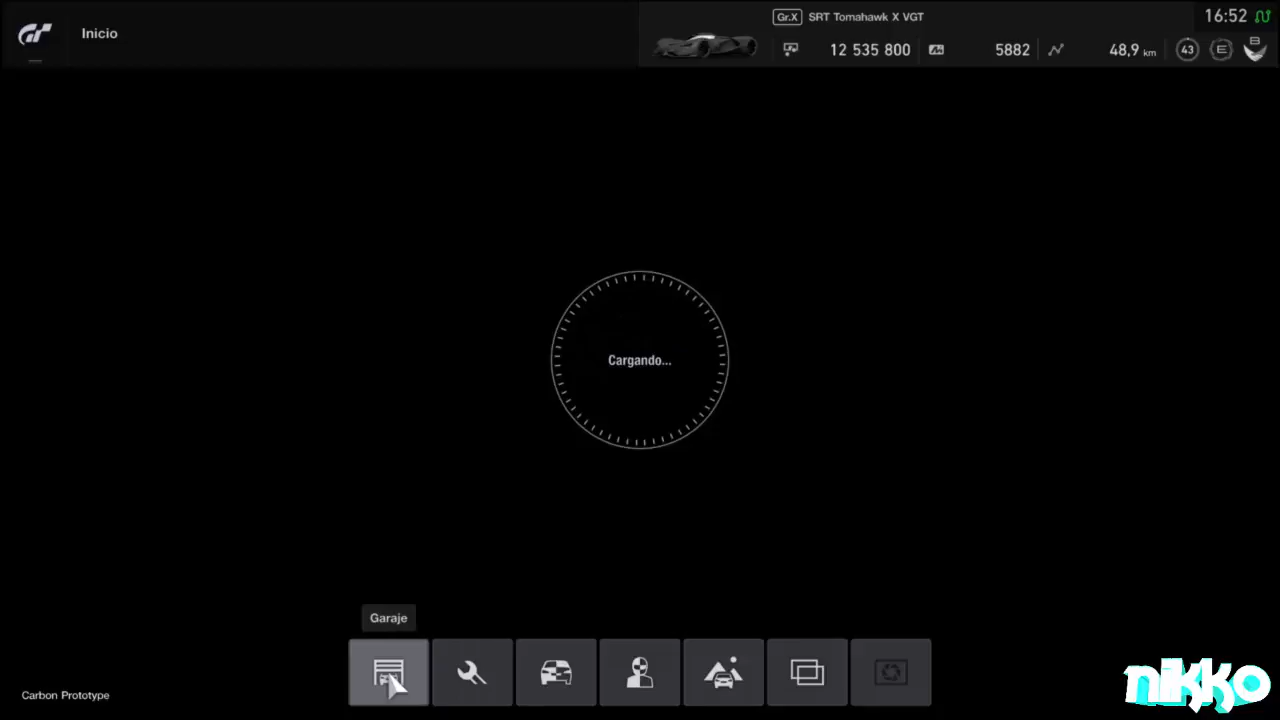 GT
Inicio
Gr.X SRT Tomahawk X VGT
16:52
12 535 800
5882
48,9 km
43
E
B
Cargando...
Garaje
Carbon Prototype
nikko